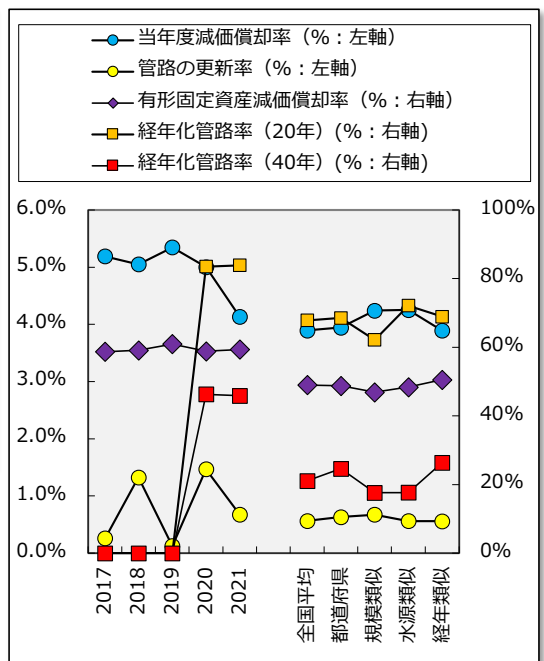 当年度減価償却率（%：左軸）
管路の更新率（%：左軸）
有形固定資産減価償却率（%：右軸）
経年化管路率（20年）(%：右軸)
経年化管路率（40年）(%：右軸)
6.0%
100%
5.0%
80%
4.0%
60%
3.0%
40%
2.0%
20%
1.0%
0.0%
0%
2017
2018
2019
2020
2021
全国平均
都道府県
規模類似
水源類似
経年類似